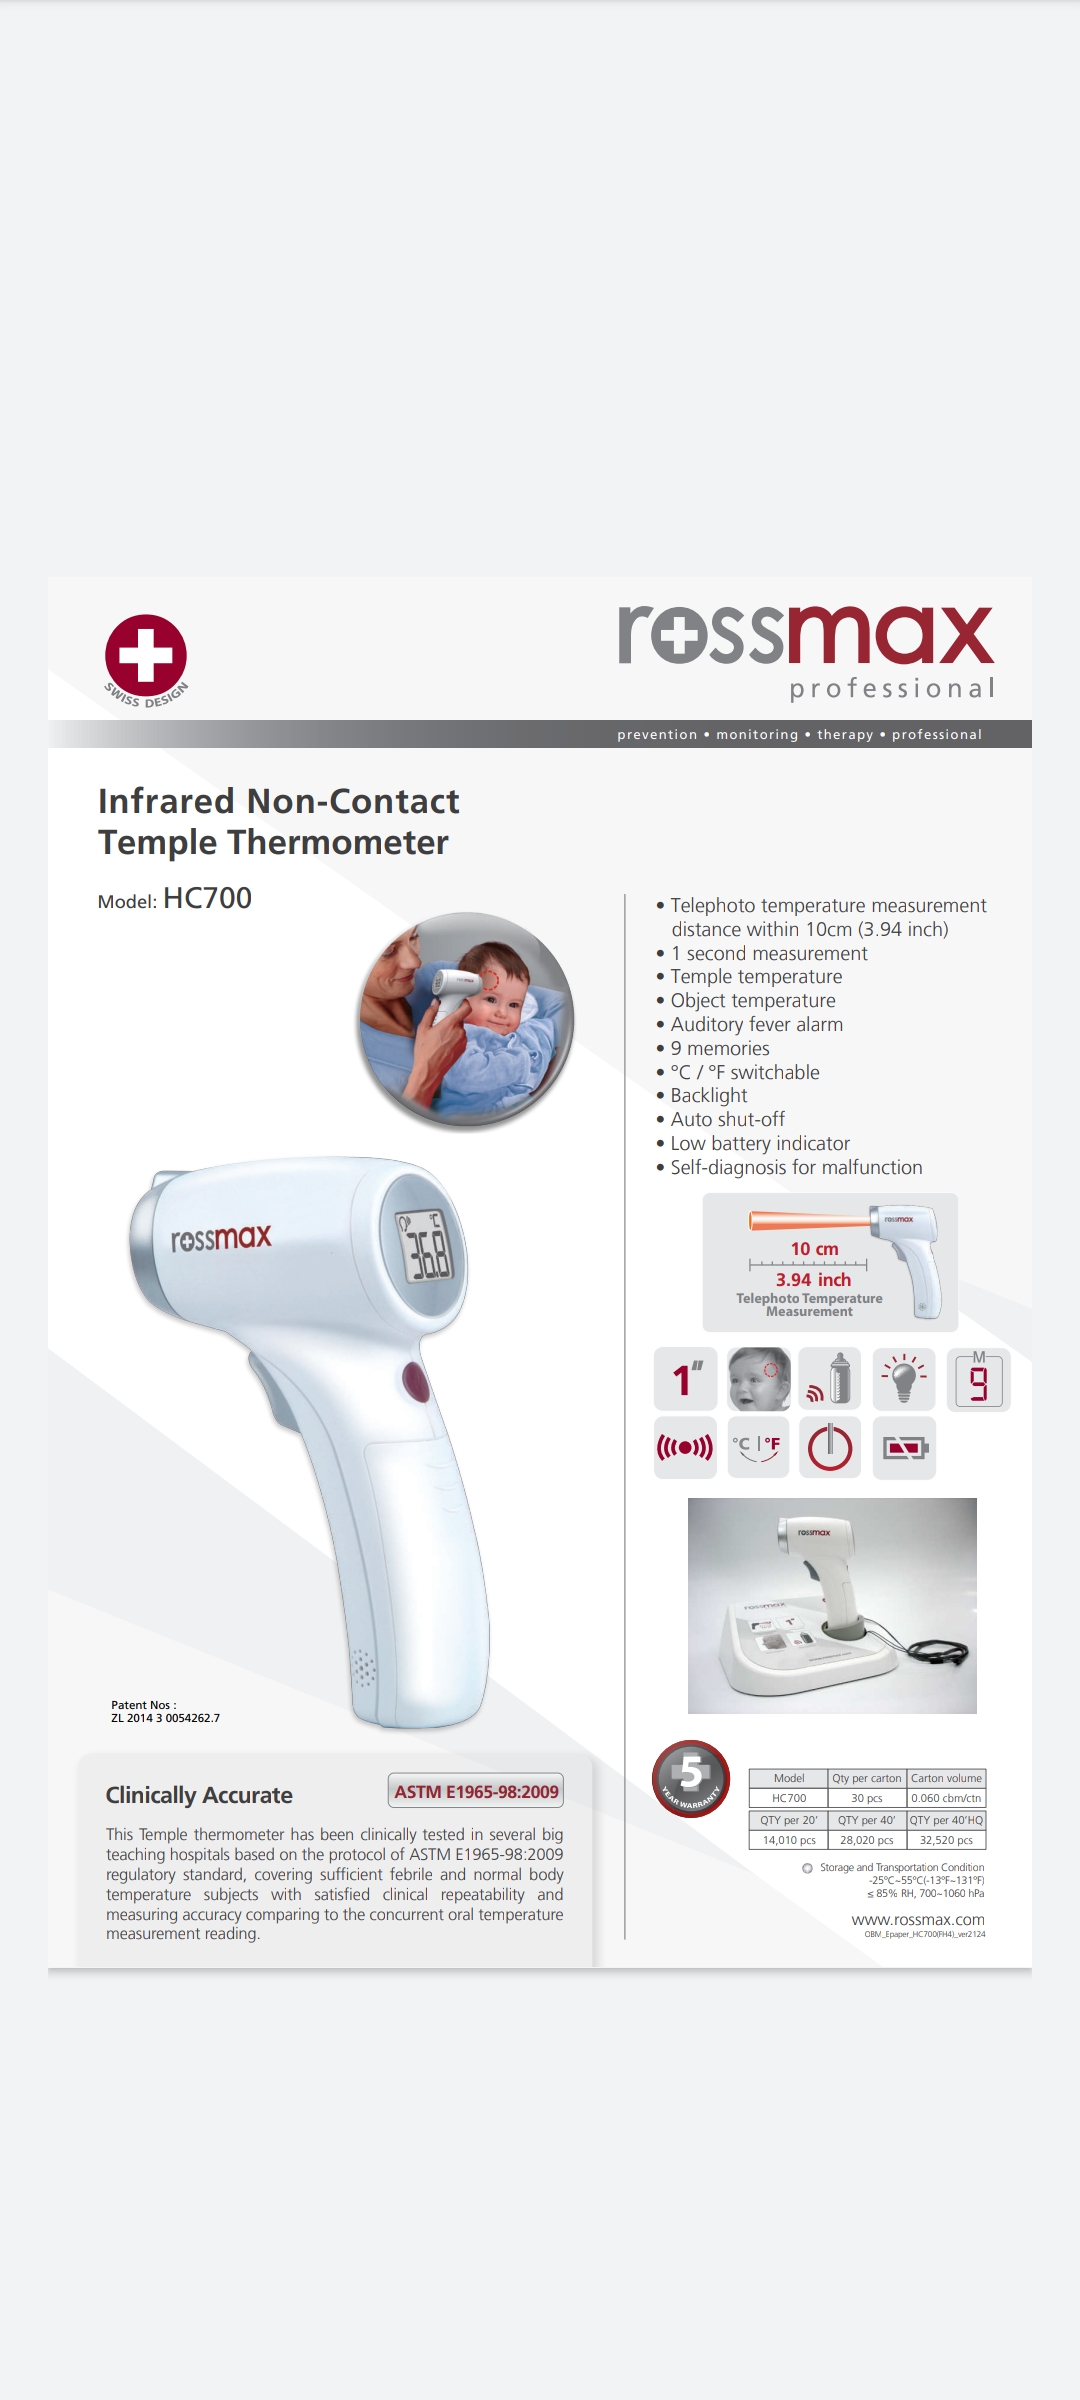 SWISS DESIGN
rossmax
professional
prevention • monitoring • therapy • professional
Infrared Non-Contact
Temple Thermometer
Model: HC700
• Telephoto temperature measurement
distance within 10cm (3.94 inch)
• 1 second measurement
• Temple temperature
• Object temperature
• Auditory fever alarm
• 9 memories
• °C / °F switchable
• Backlight
• Auto shut-off
• Low battery indicator
• Self-diagnosis for malfunction
rossmax
°C
36.8
rossmax
10 cm
3.94 inch
Telephoto Temperature
Measurement
1"
M
9
°C | °F
rossmax
rossmax
Patent Nos :
ZL 2014 3 0054262.7
Clinically Accurate
ASTM E1965-98:2009
This Temple thermometer has been clinically tested in several big
teaching hospitals based on the protocol of ASTM E1965-98:2009
regulatory standard, covering sufficient febrile and normal body
temperature subjects with satisfied clinical repeatability and
measuring accuracy comparing to the concurrent oral temperature
measurement reading.
5
YEAR WARRANTY
Model Qty per carton Carton volume
HC700 30 pcs 0.060 cbm/ctn
QTY per 20' QTY per 40' QTY per 40'HQ
14,010 pcs 28,020 pcs 32,520 pcs
Storage and Transportation Condition
-25°C~55°C(-13°F~131°F)
≤ 85% RH, 700~1060 hPa
www.rossmax.com
OBM_Epaper_HC700(FH4)_ver2124